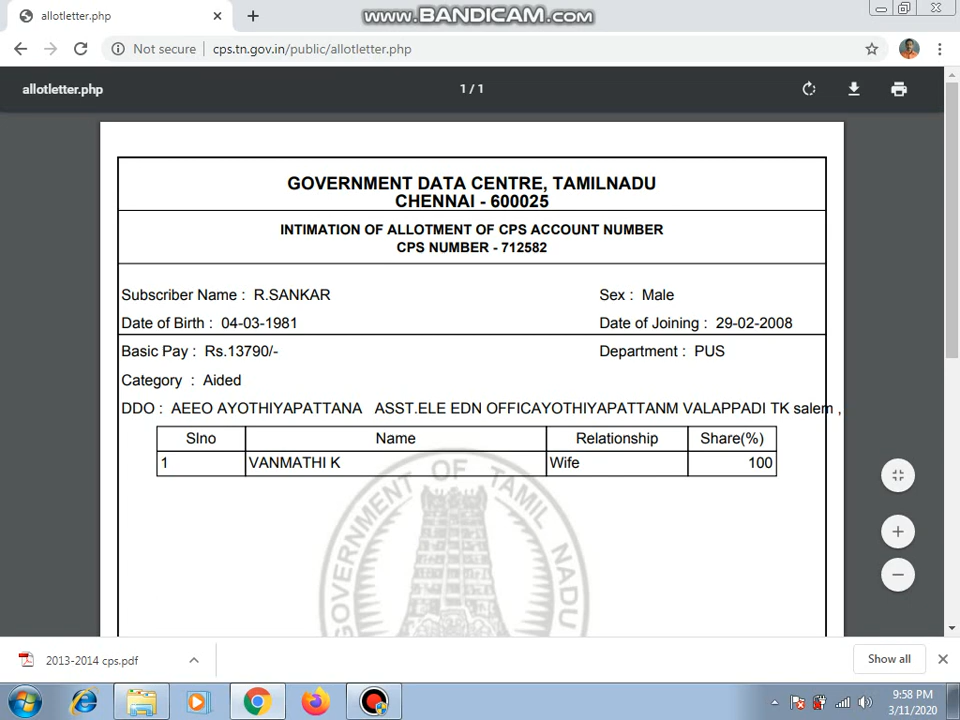 allotletter.php
www.BANDICAM.com
Not secure
cps.tn.gov.in/public/allotletter.php
allotletter.php
1 / 1
GOVERNMENT DATA CENTRE, TAMILNADU
CHENNAI - 600025
INTIMATION OF ALLOTMENT OF CPS ACCOUNT NUMBER
CPS NUMBER - 712582
Subscriber Name : R.SANKAR Sex : Male
Date of Birth : 04-03-1981 Date of Joining : 29-02-2008
Basic Pay : Rs.13790/- Department : PUS
Category : Aided
DDO : AEEO AYOTHIYAPATTANA ASST.ELE EDN OFFICAYOTHIYAPATTANM VALAPPADI TK salem ,
Slno Name Relationship Share(%)
1 VANMATHI K Wife 100
GOVERNMENT OF TAMIL NADU
2013-2014 cps.pdf
Show all
9:58 PM
3/11/2020